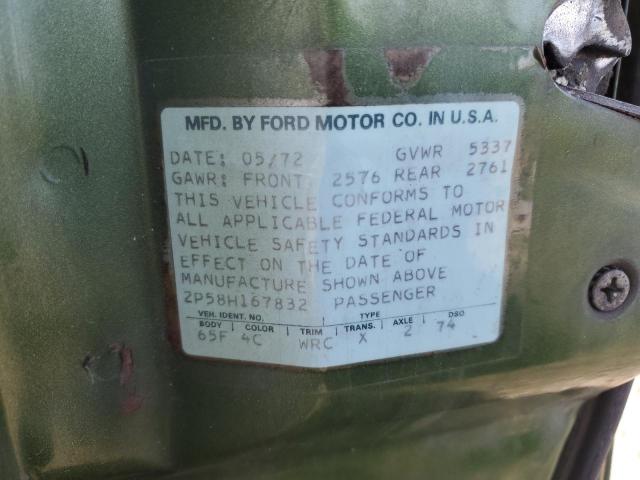 MFD. BY FORD MOTOR CO. IN U.S.A.
DATE: 05/72 GVWR 5337
GAWR: FRONT: 2576 REAR 2761
THIS VEHICLE CONFORMS TO
ALL APPLICABLE FEDERAL MOTOR
VEHICLE SAFETY STANDARDS IN
EFFECT ON THE DATE OF
MANUFACTURE SHOWN ABOVE
2P58H167832 PASSENGER
VEH. IDENT. NO. TYPE
BODY COLOR TRIM TRANS. AXLE DSO
65F 4C WRC X 2 74